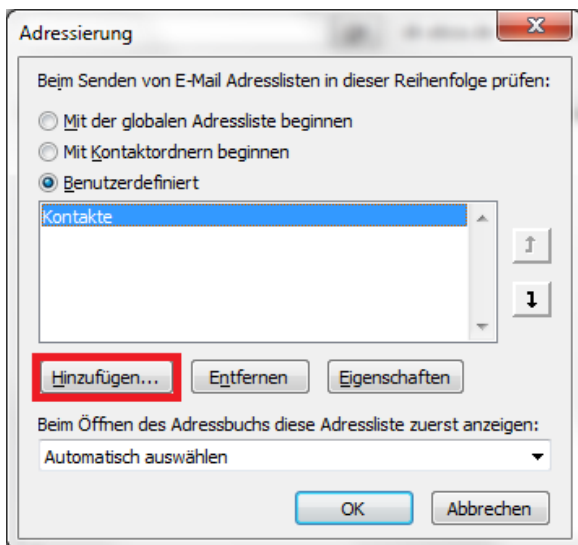 Adressierung
Beim Senden von E-Mail Adresslisten in dieser Reihenfolge prüfen:
Mit der globalen Adressliste beginnen
Mit Kontaktordnern beginnen
Benutzerdefiniert
Kontakte
Hinzufügen... Entfernen Eigenschaften
Beim Öffnen des Adressbuchs diese Adressliste zuerst anzeigen:
Automatisch auswählen
OK Abbrechen